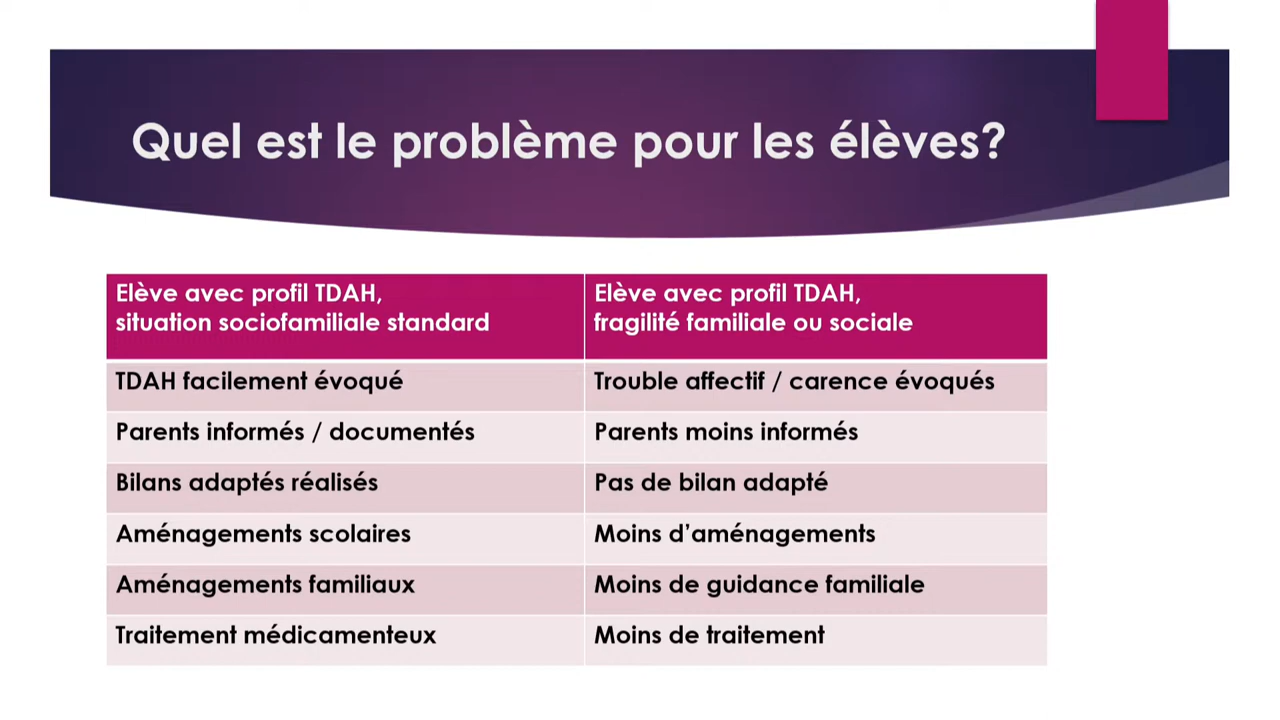 Quel est le problème pour les élèves?
Elève avec profil TDAH,
situation sociofamiliale standard
Elève avec profil TDAH,
fragilité familiale ou sociale
TDAH facilement évoqué
Trouble affectif / carence évoqués
Parents informés / documentés
Parents moins informés
Bilans adaptés réalisés
Pas de bilan adapté
Aménagements scolaires
Moins d’aménagements
Aménagements familiaux
Moins de guidance familiale
Traitement médicamenteux
Moins de traitement